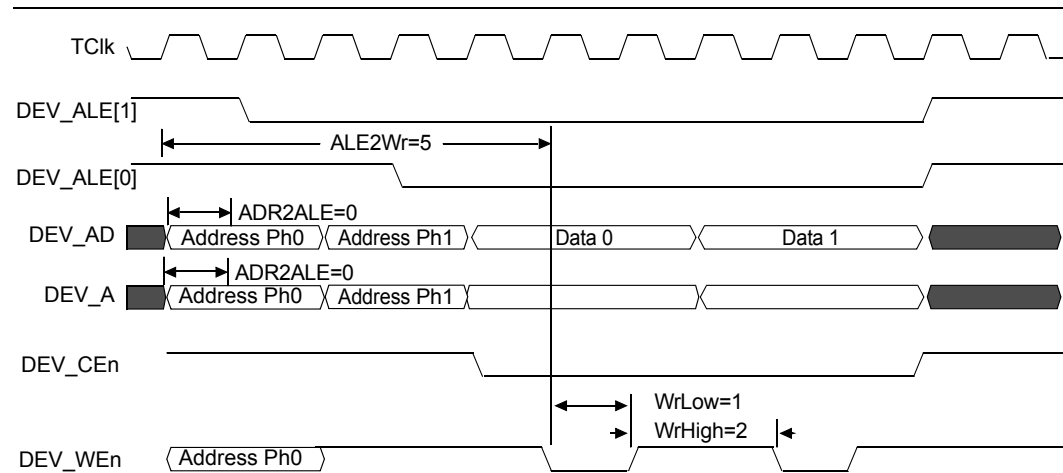 TClk
DEV_ALE[1]
ALE2Wr=5
DEV_ALE[0]
ADR2ALE=0
DEV_AD Address Ph0 Address Ph1 Data 0 Data 1
ADR2ALE=0
DEV_A Address Ph0 Address Ph1
DEV_CEn
WrLow=1
WrHigh=2
DEV_WEn Address Ph0